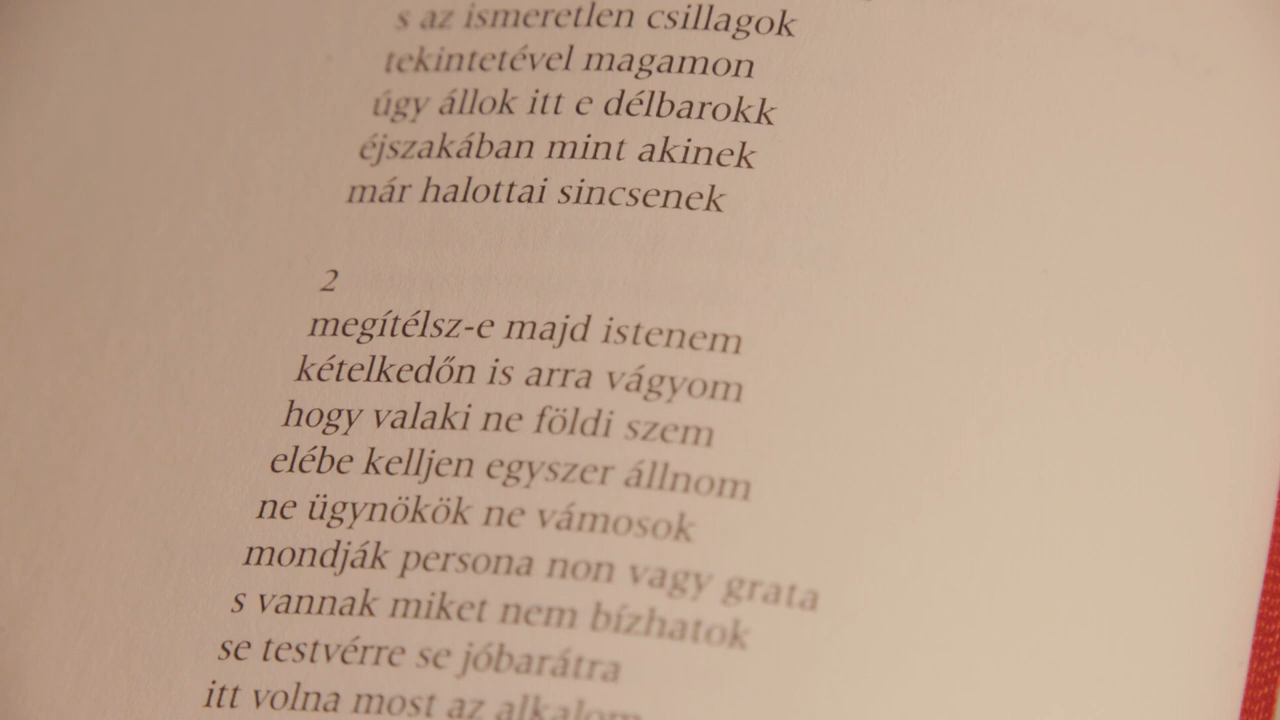 s az ismeretlen csillagok
tekintetével magamon
úgy állok itt e délbarokk
éjszakában mint akinek
már halottai sincsenek
2
megítélsz-e majd istenem
kételkedőn is arra vágyom
hogy valaki ne földi szem
elébe kelljen egyszer állnom
ne ügynökök ne vámosok
mondják persona non vagy grata
s vannak miket nem bízhatok
se testvérre se jóbarátra
itt volna most az alkalom